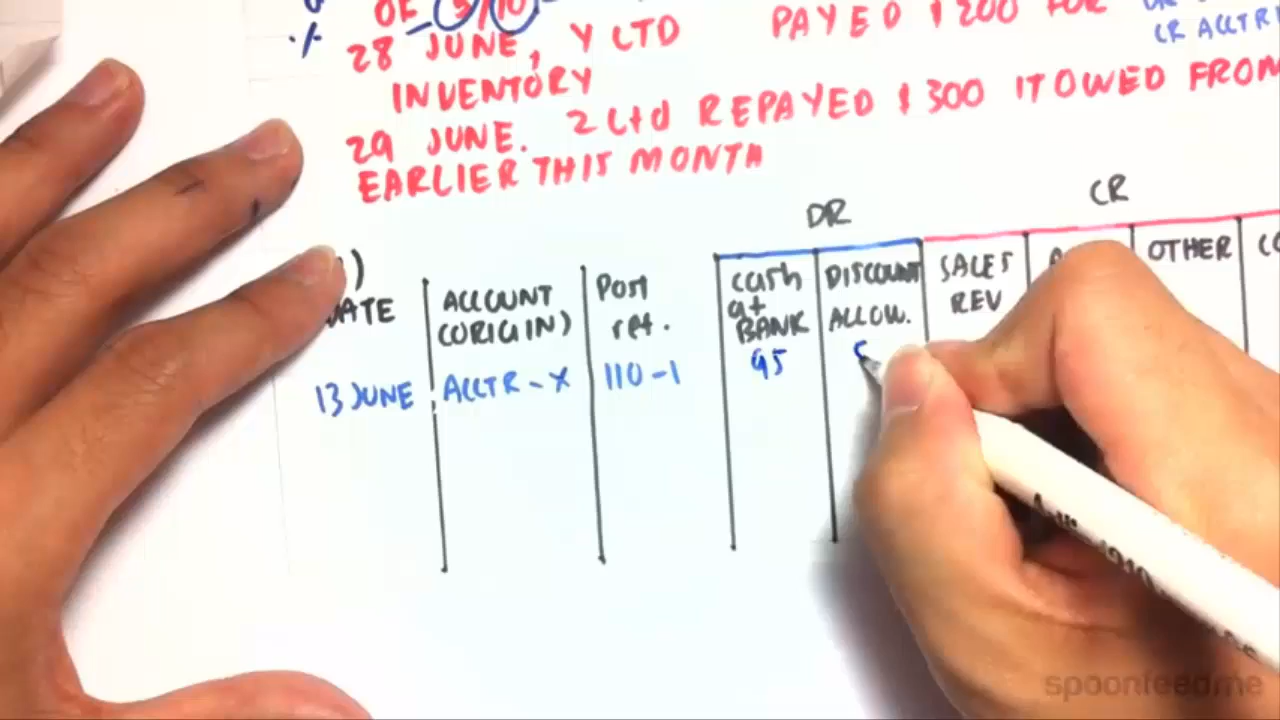 OF 5/10
28 JUNE, Y LTD PAYED $200 FOR
CR ACCTR
INVENTORY
29 JUNE. Z Ltd REPAYED $300 IT OWED FROM
EARLIER THIS MONTH
DR
CR
DATE
ACCOUNT
(ORIGIN)
Post
ref.
cash
at
BANK
DISCOUNT
ALLOW.
SALES
REV
OTHER
13 JUNE ACCTR - X 110-1 95
spoonfeedme